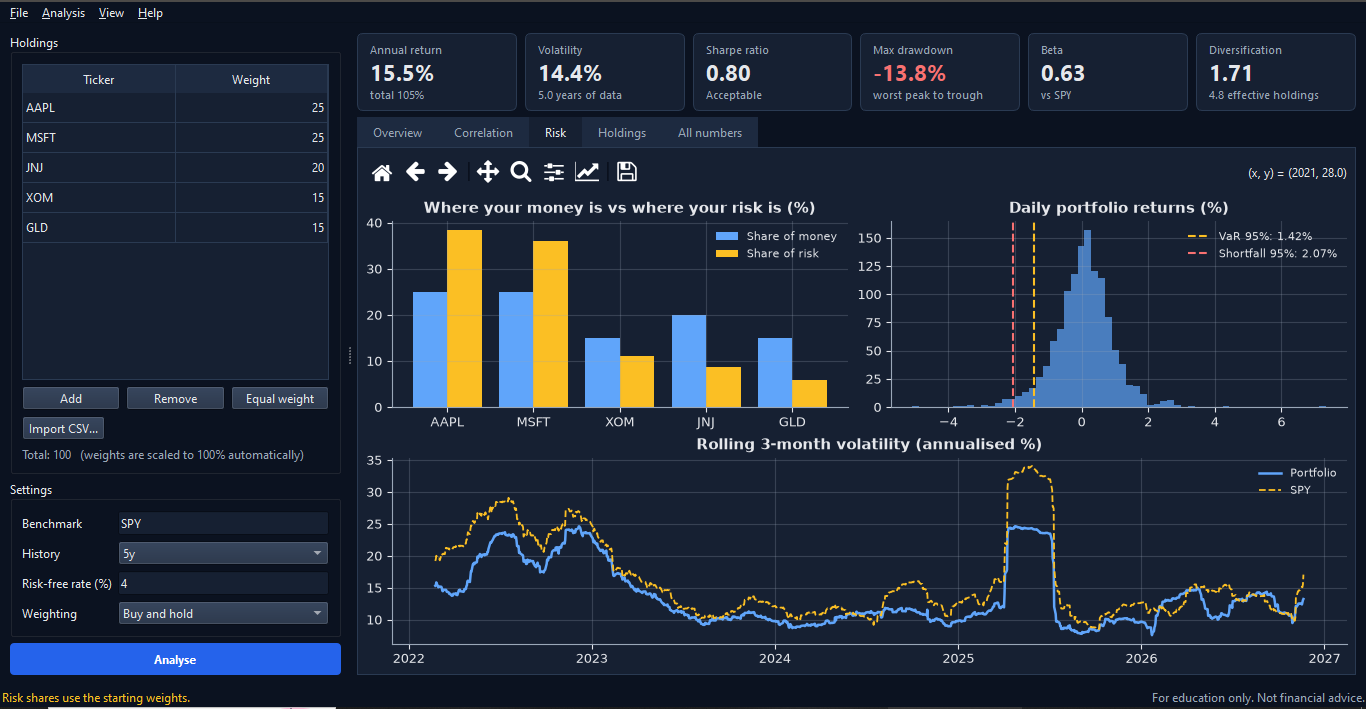 File Analysis View Help
Holdings
Ticker Weight
AAPL 25
MSFT 25
JNJ 20
XOM 15
GLD 15
Add Remove Equal weight
Import CSV...
Total: 100 (weights are scaled to 100% automatically)
Settings
Benchmark SPY
History 5y
Risk-free rate (%) 4
Weighting Buy and hold
Analyse
Risk shares use the starting weights.
Annual return
15.5%
total 105%
Volatility
14.4%
5.0 years of data
Sharpe ratio
0.80
Acceptable
Max drawdown
-13.8%
worst peak to trough
Beta
0.63
vs SPY
Diversification
1.71
4.8 effective holdings
Overview Correlation Risk Holdings All numbers
(x, y) = (2021, 28.0)
Where your money is vs where your risk is (%)
Share of money
Share of risk
40
30
20
10
0
AAPL MSFT XOM JNJ GLD
Daily portfolio returns (%)
VaR 95%: 1.42%
Shortfall 95%: 2.07%
150
125
100
75
50
25
0
−4 −2 0 2 4 6
Rolling 3-month volatility (annualised %)
Portfolio
SPY
35
30
25
20
15
10
2022 2023 2024 2025 2026 2027
For education only. Not financial advice.